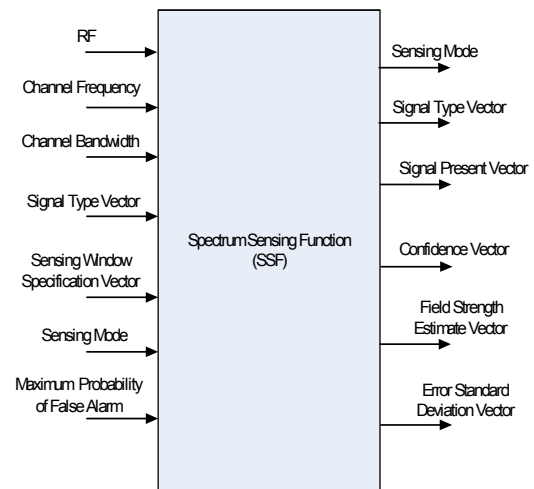 RF
Channel Frequency
Channel Bandwidth
Signal Type Vector
Sensing Window
Specification Vector
Sensing Mode
Maximum Probability
of False Alarm
Spectrum Sensing Function
(SSF)
Sensing Mode
Signal Type Vector
Signal Present Vector
Confidence Vector
Field Strength
Estimate Vector
Error Standard
Deviation Vector